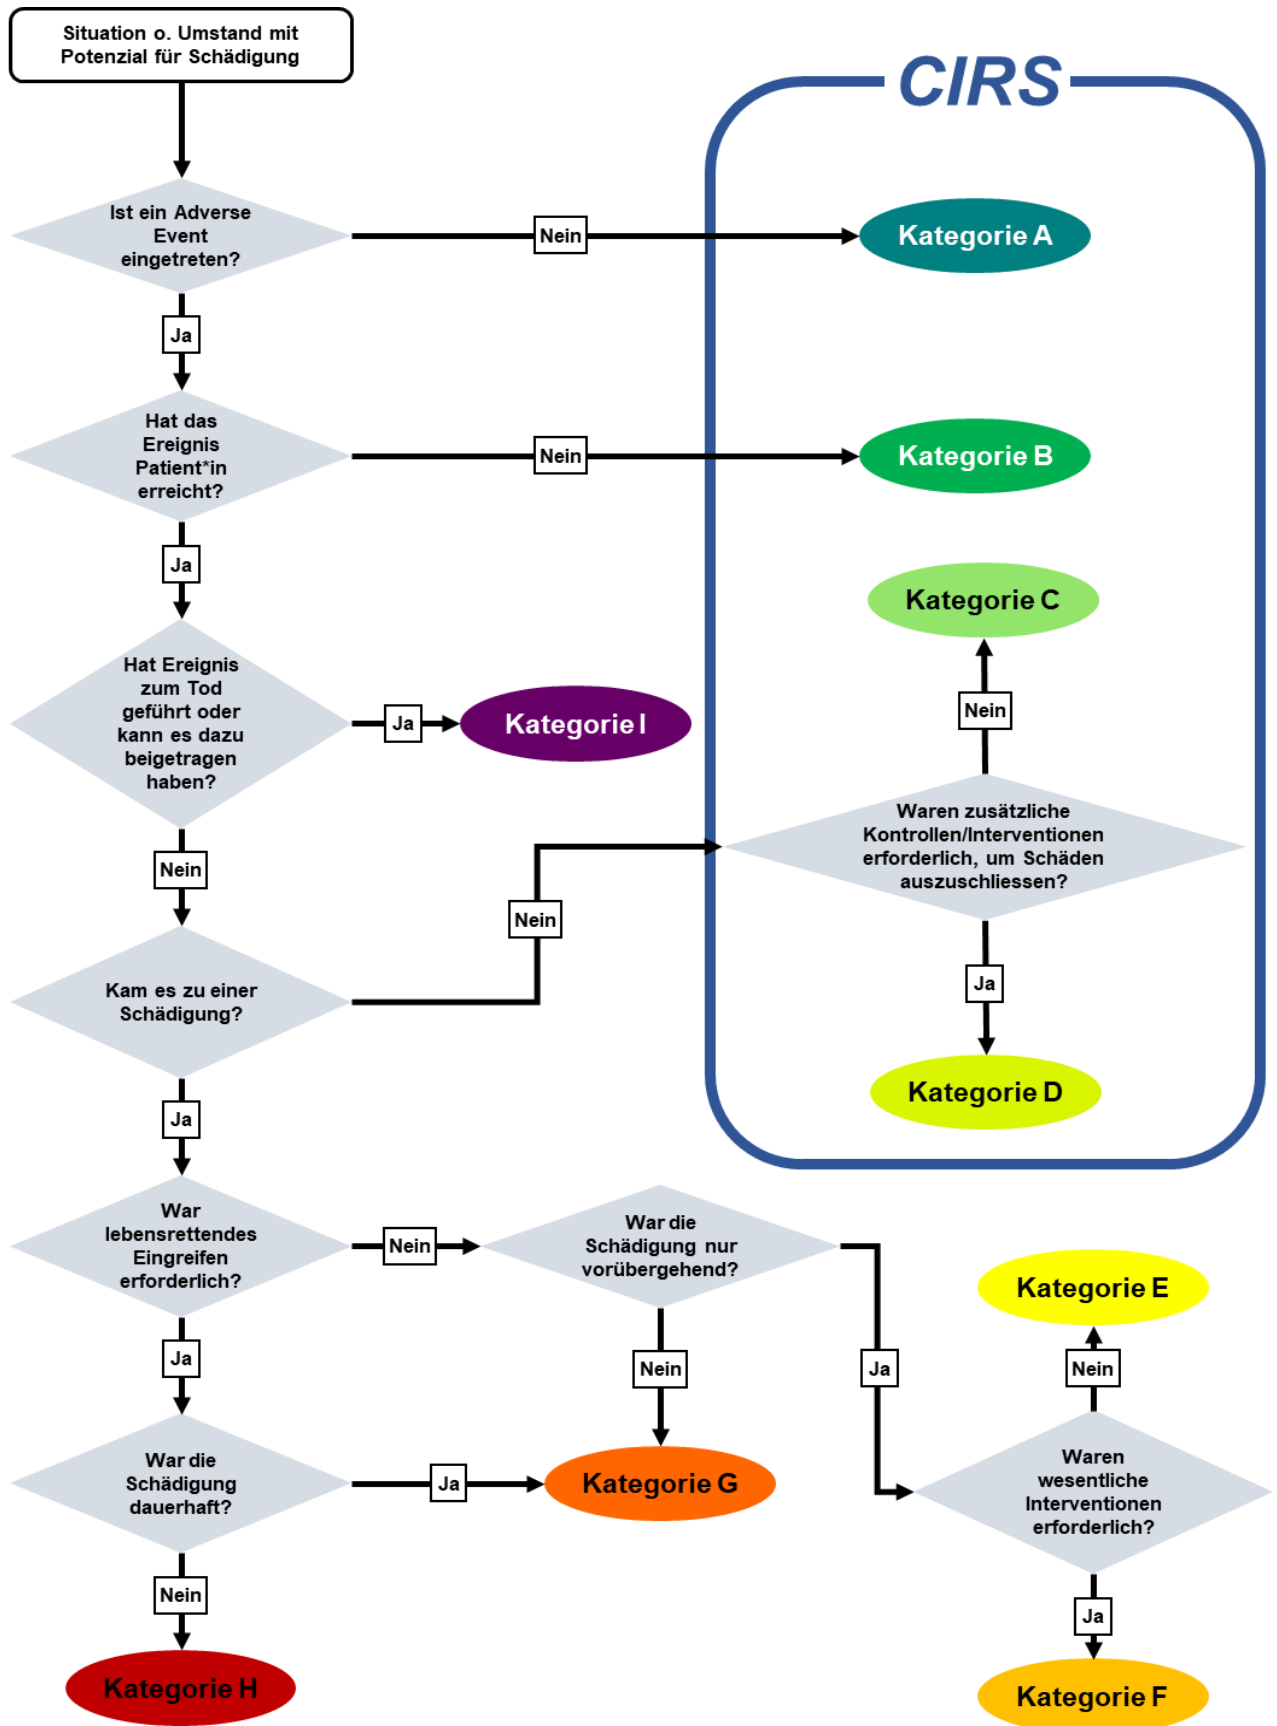 Situation o. Umstand mit
Potenzial für Schädigung
CIRS
Ist ein Adverse
Event
eingetreten?
Nein
Kategorie A
Ja
Hat das
Ereignis
Patient*in
erreicht?
Nein
Kategorie B
Ja
Kategorie C
Hat Ereignis
zum Tod
geführt oder
kann es dazu
beigetragen
haben?
Ja
Kategorie I
Nein
Waren zusätzliche
Kontrollen/Interventionen
erforderlich, um Schäden
auszuschliessen?
Nein
Nein
Kam es zu einer
Schädigung?
Ja
Kategorie D
Ja
War
lebensrettendes
Eingreifen
erforderlich?
Nein
War die
Schädigung nur
vorübergehend?
Kategorie E
Ja
Nein
Ja
Nein
War die
Schädigung
dauerhaft?
Ja
Kategorie G
Waren
wesentliche
Interventionen
erforderlich?
Nein
Ja
Kategorie H
Kategorie F